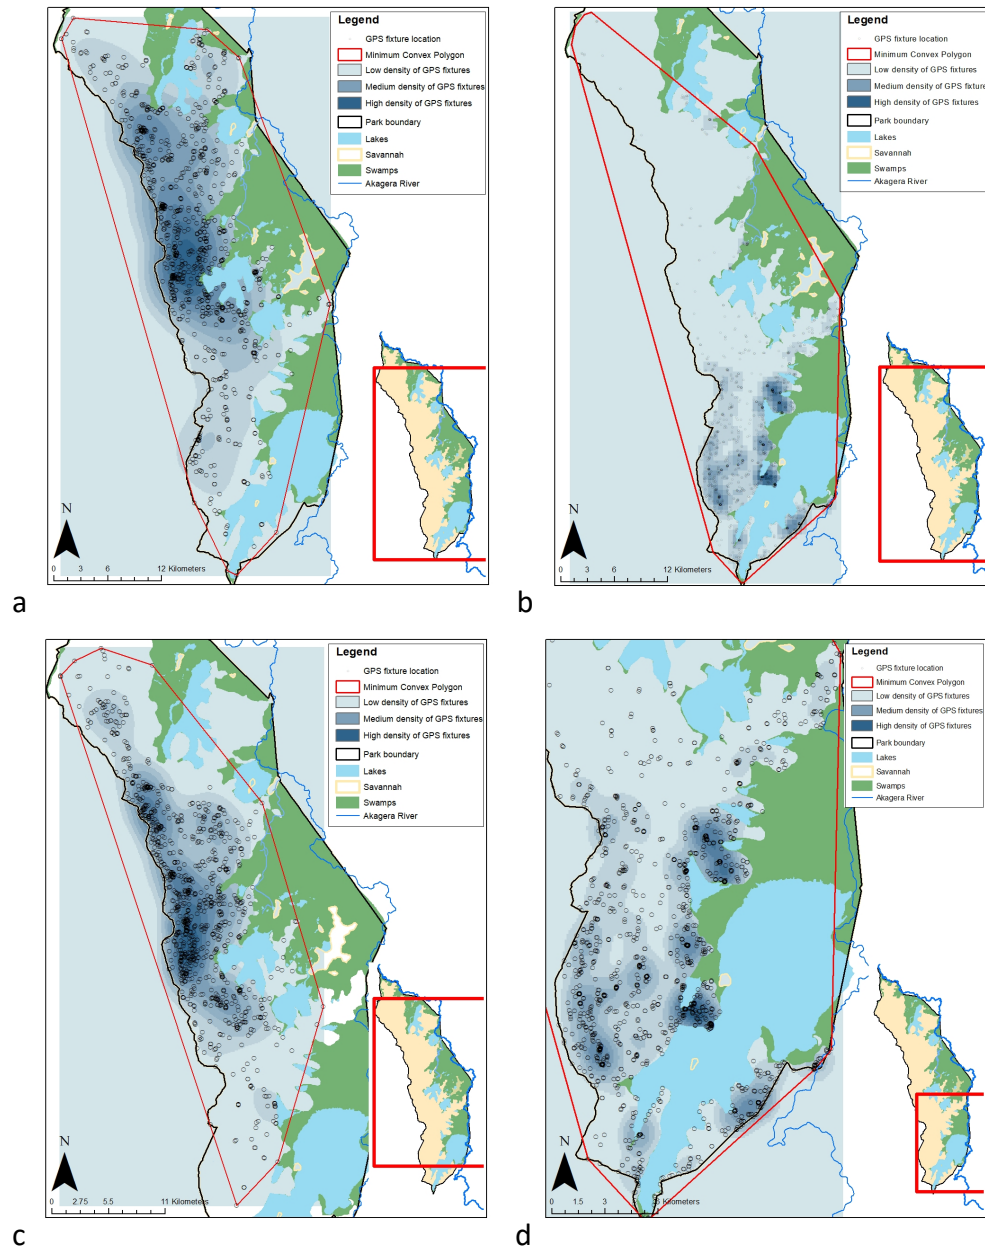 Legend
GPS fixture location
Minimum Convex Polygon
Low density of GPS fixtures
Medium density of GPS fixtures
High density of GPS fixtures
Park boundary
Lakes
Savannah
Swamps
Akagera River
N
0 3 6 12 Kilometers
a
Legend
GPS fixture location
Minimum Convex Polygon
Low density of GPS fixtures
Medium density of GPS fixture
High density of GPS fixtures
Park boundary
Lakes
Savannah
Swamps
Akagera River
N
0 3 6 12 Kilometers
b
Legend
GPS fixture location
Minimum Convex Polygon
Low density of GPS fixtures
Medium density of GPS fixtures
High density of GPS fixtures
Park boundary
Lakes
Savannah
Swamps
Akagera River
N
0 2.75 5.5 11 Kilometers
c
Legend
GPS fixture location
Minimum Convex Polygon
Low density of GPS fixtures
Medium density of GPS fixtures
High density of GPS fixtures
Park boundary
Lakes
Savannah
Swamps
Akagera River
N
0 1.5 3 Kilometers
d